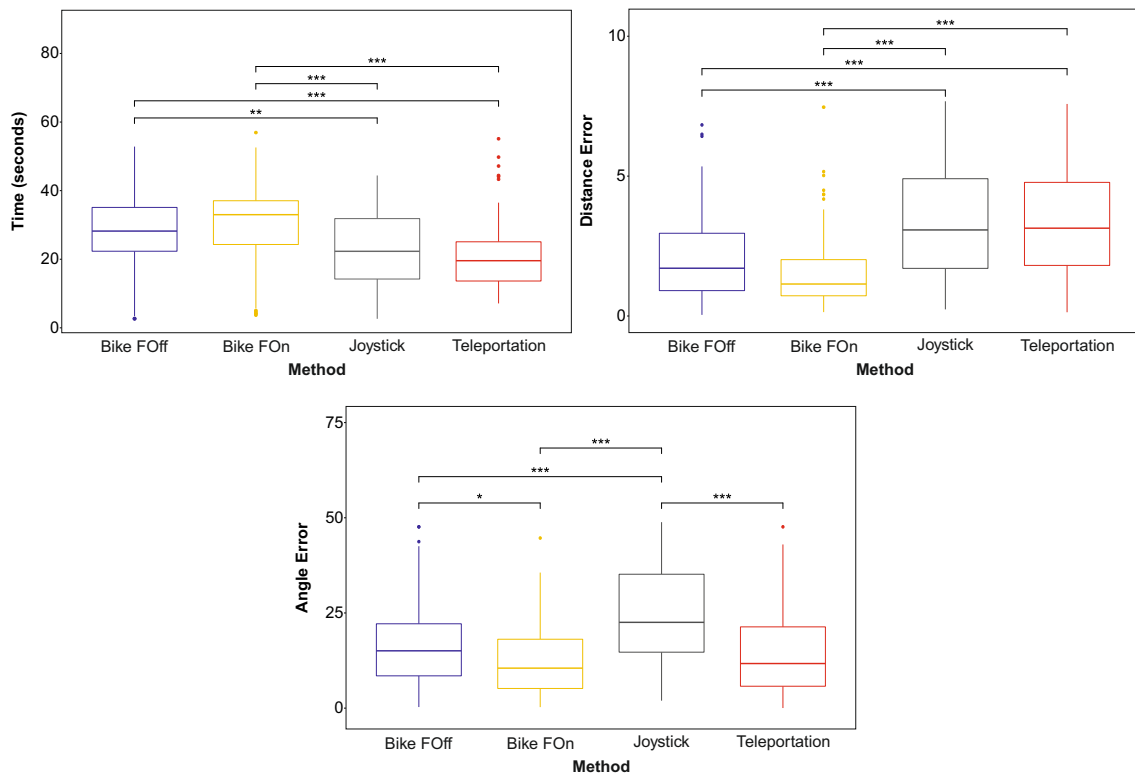 80
60
40
20
0
Time (seconds)
***
***
***
**
Bike FOff Bike FOn Joystick Teleportation
Method
10
5
0
Distance Error
***
***
***
***
Bike FOff Bike FOn Joystick Teleportation
Method
75
50
25
0
Angle Error
***
***
* ***
Bike FOff Bike FOn Joystick Teleportation
Method